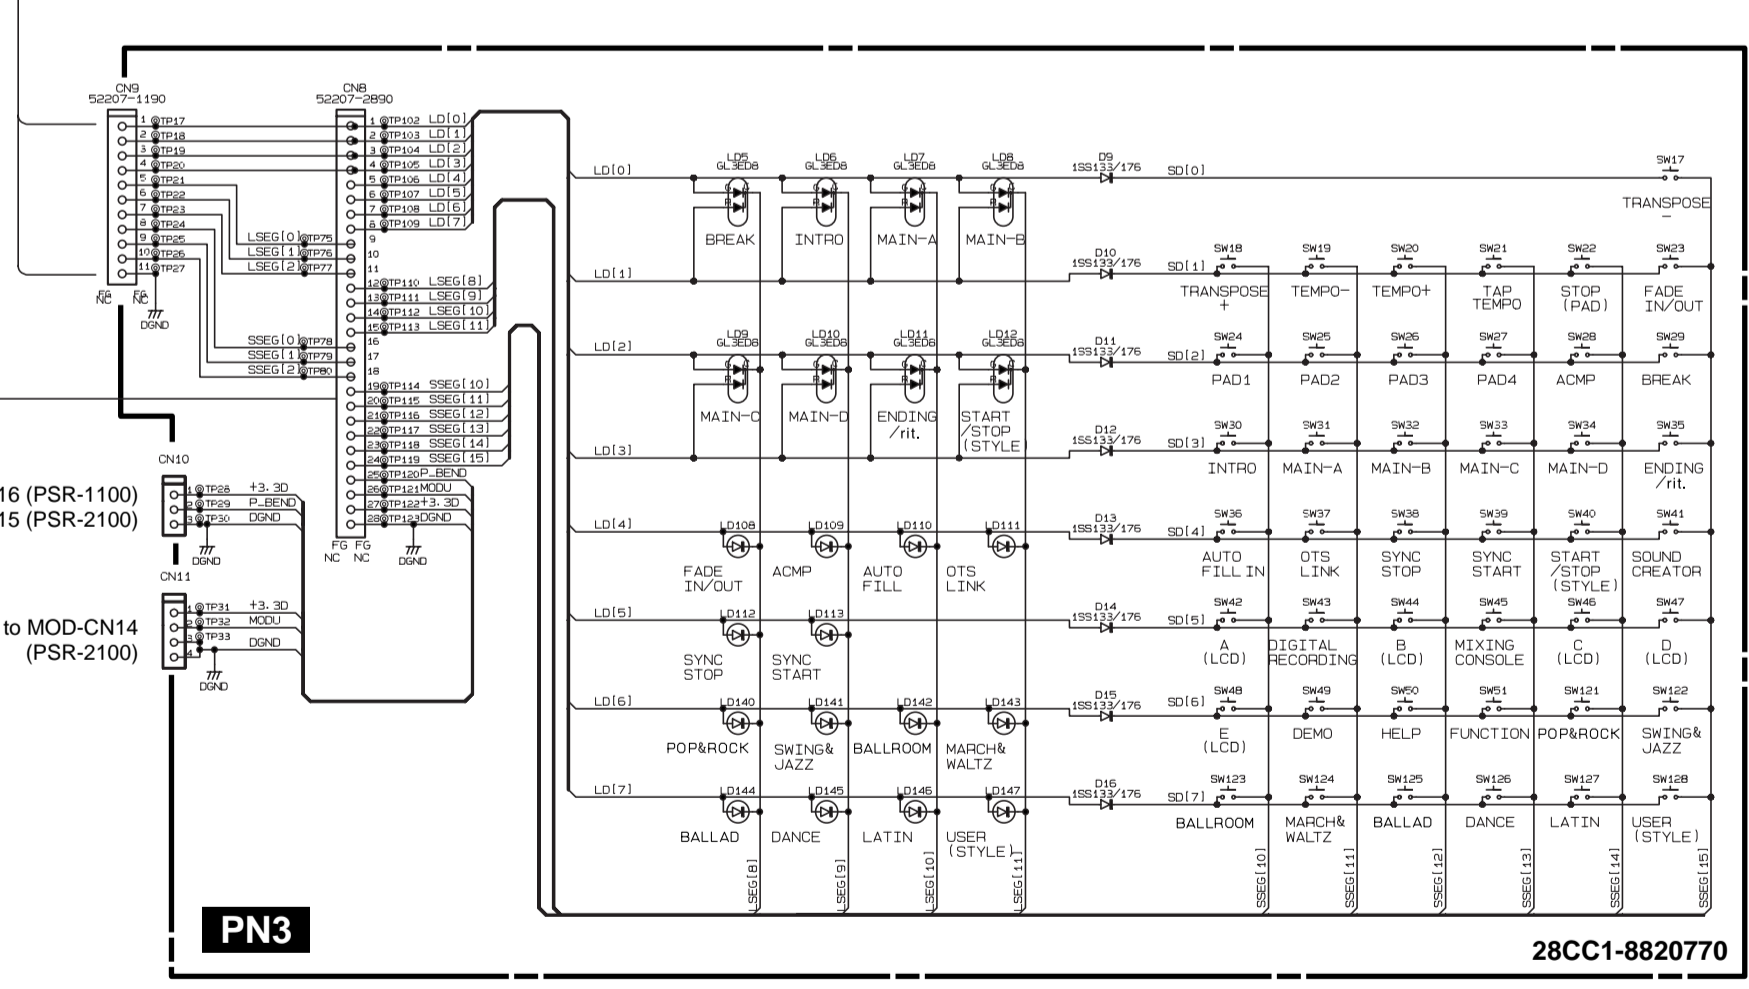 CN9
52207-1190
1 TP17
2 TP18
3 TP19
4 TP20
5 TP21
6 TP22
7 TP23
8 TP24
9 TP25
10 TP26
11 TP27
FG NC
FG NC
DGND
CN8
52207-2890
1 TP102 LD[0]
2 TP103 LD[1]
3 TP104 LD[2]
4 TP105 LD[3]
5 TP106 LD[4]
6 TP107 LD[5]
7 TP108 LD[6]
8 TP109 LD[7]
LSEG[0] TP75 9
LSEG[1] TP76 10
LSEG[2] TP77 11
12 TP110 LSEG[8]
13 TP111 LSEG[9]
14 TP112 LSEG[10]
15 TP113 LSEG[11]
SSEG[0] TP78 16
SSEG[1] TP79 17
SSEG[2] TP80 18
19 TP114 SSEG[10]
20 TP115 SSEG[11]
21 TP116 SSEG[12]
22 TP117 SSEG[13]
23 TP118 SSEG[14]
24 TP119 SSEG[15]
25 TP120 P_BEND
26 TP121 MODU
27 TP122 +3.3D
28 TP123 DGND
FG FG
NC NC
DGND
CN10
16 (PSR-1100)
15 (PSR-2100)
1 TP28 +3.3D
2 TP29 P_BEND
3 TP30 DGND
DGND
CN11
to MOD-CN14
(PSR-2100)
1 TP31 +3.3D
2 TP32 MODU
3 TP33 DGND
4
DGND
LD[0]
LD5 LD6 LD7 LD8
GL3ED8 GL3ED8 GL3ED8 GL3ED8
G G G G
R R R R
BREAK INTRO MAIN-A MAIN-B
D9
1SS133/176
SD[0]
SW17
TRANSPOSE
-
LD[1]
D10
1SS133/176
SD[1]
SW18 SW19 SW20 SW21 SW22 SW23
TRANSPOSE
+
TEMPO-
TEMPO+
TAP
TEMPO
STOP
(PAD)
FADE
IN/OUT
LD[2]
LD9 LD10 LD11 LD12
GL3ED8 GL3ED8 GL3ED8 GL3ED8
G G G G
R R R R
MAIN-C
MAIN-D
ENDING
/rit.
START
/STOP
(STYLE)
D11
1SS133/176
SD[2]
SW24 SW25 SW26 SW27 SW28 SW29
PAD1 PAD2 PAD3 PAD4 ACMP BREAK
LD[3]
D12
1SS133/176
SD[3]
SW30 SW31 SW32 SW33 SW34 SW35
INTRO MAIN-A MAIN-B MAIN-C MAIN-D ENDING
/rit.
LD[4]
LD108 LD109 LD110 LD111
FADE
IN/OUT
ACMP
AUTO
FILL
OTS
LINK
D13
1SS133/176
SD[4]
SW36 SW37 SW38 SW39 SW40 SW41
AUTO
FILL IN
OTS
LINK
SYNC
STOP
SYNC
START
START
/STOP
(STYLE)
SOUND
CREATOR
LD[5]
LD112 LD113
SYNC
STOP
SYNC
START
D14
1SS133/176
SD[5]
SW42 SW43 SW44 SW45 SW46 SW47
A
(LCD)
DIGITAL
RECORDING
B
(LCD)
MIXING
CONSOLE
C
(LCD)
D
(LCD)
LD[6]
LD140 LD141 LD142 LD143
POP&ROCK
SWING&
JAZZ
BALLROOM
MARCH&
WALTZ
D15
1SS133/176
SD[6]
SW48 SW49 SW50 SW51 SW121 SW122
E
(LCD)
DEMO
HELP
FUNCTION
POP&ROCK
SWING&
JAZZ
LD[7]
LD144 LD145 LD146 LD147
BALLAD
DANCE
LATIN
USER
(STYLE)
D16
1SS133/176
SD[7]
SW123 SW124 SW125 SW126 SW127 SW128
BALLROOM
MARCH&
WALTZ
BALLAD
DANCE
LATIN
USER
(STYLE)
LSEG[8]
LSEG[9]
LSEG[10]
LSEG[11]
SSEG[10]
SSEG[11]
SSEG[12]
SSEG[13]
SSEG[14]
SSEG[15]
PN3
28CC1-8820770